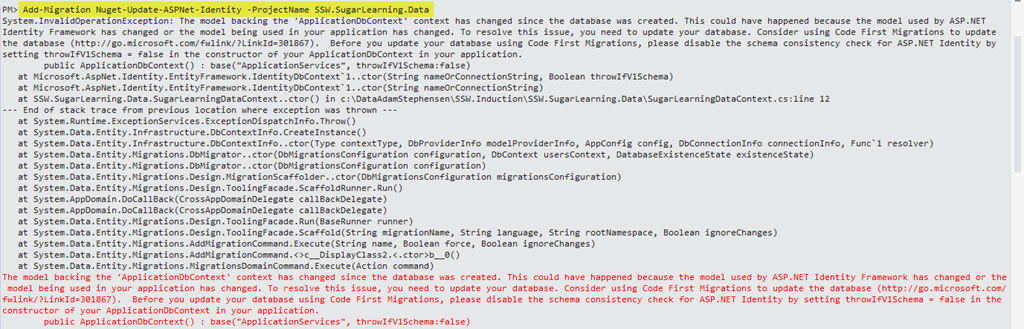 PM> Add-Migration Nuget-Update-ASPNet-Identity -ProjectName SSW.SugarLearning.Data
System.InvalidOperationException: The model backing the 'ApplicationDbContext' context has changed since the database was created. This could have happened because the model used by ASP.NET
Identity Framework has changed or the model being used in your application has changed. To resolve this issue, you need to update your database. Consider using Code First Migrations to update
the database (http://go.microsoft.com/fwlink/?LinkId=301867).  Before you update your database using Code First Migrations, please disable the schema consistency check for ASP.NET Identity by
setting throwIfV1Schema = false in the constructor of your ApplicationDbContext in your application.
public ApplicationDbContext() : base("ApplicationServices", throwIfV1Schema:false)
at Microsoft.AspNet.Identity.EntityFramework.IdentityDbContext`1..ctor(String nameOrConnectionString, Boolean throwIfV1Schema)
at Microsoft.AspNet.Identity.EntityFramework.IdentityDbContext`1..ctor(String nameOrConnectionString)
at SSW.SugarLearning.Data.SugarLearningDataContext..ctor() in c:\DataAdamStephensen\SSW.Induction\SSW.SugarLearning.Data\SugarLearningDataContext.cs:line 12
--- End of stack trace from previous location where exception was thrown ---
at System.Runtime.ExceptionServices.ExceptionDispatchInfo.Throw()
at System.Data.Entity.Infrastructure.DbContextInfo.CreateInstance()
at System.Data.Entity.Infrastructure.DbContextInfo..ctor(Type contextType, DbProviderInfo modelProviderInfo, AppConfig config, DbConnectionInfo connectionInfo, Func`1 resolver)
at System.Data.Entity.Migrations.DbMigrator..ctor(DbMigrationsConfiguration configuration, DbContext usersContext, DatabaseExistenceState existenceState)
at System.Data.Entity.Migrations.DbMigrator..ctor(DbMigrationsConfiguration configuration)
at System.Data.Entity.Migrations.Design.MigrationScaffolder..ctor(DbMigrationsConfiguration migrationsConfiguration)
at System.Data.Entity.Migrations.Design.ToolingFacade.ScaffoldRunner.Run()
at System.AppDomain.DoCallBack(CrossAppDomainDelegate callBackDelegate)
at System.AppDomain.DoCallBack(CrossAppDomainDelegate callBackDelegate)
at System.Data.Entity.Migrations.Design.ToolingFacade.Run(BaseRunner runner)
at System.Data.Entity.Migrations.Design.ToolingFacade.Scaffold(String migrationName, String language, String rootNamespace, Boolean ignoreChanges)
at System.Data.Entity.Migrations.AddMigrationCommand.Execute(String name, Boolean force, Boolean ignoreChanges)
at System.Data.Entity.Migrations.AddMigrationCommand.<>c__DisplayClass2.<.ctor>b__0()
at System.Data.Entity.Migrations.MigrationsDomainCommand.Execute(Action command)
The model backing the 'ApplicationDbContext' context has changed since the database was created. This could have happened because the model used by ASP.NET Identity Framework has changed or the
model being used in your application has changed. To resolve this issue, you need to update your database. Consider using Code First Migrations to update the database (http://go.microsoft.com/
fwlink/?LinkId=301867).  Before you update your database using Code First Migrations, please disable the schema consistency check for ASP.NET Identity by setting throwIfV1Schema = false in the
constructor of your ApplicationDbContext in your application.
public ApplicationDbContext() : base("ApplicationServices", throwIfV1Schema:false)